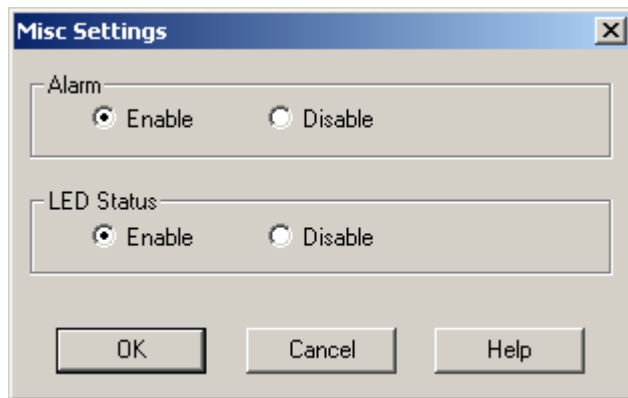 Misc Settings
Alarm
Enable Disable
LED Status
Enable Disable
OK Cancel Help